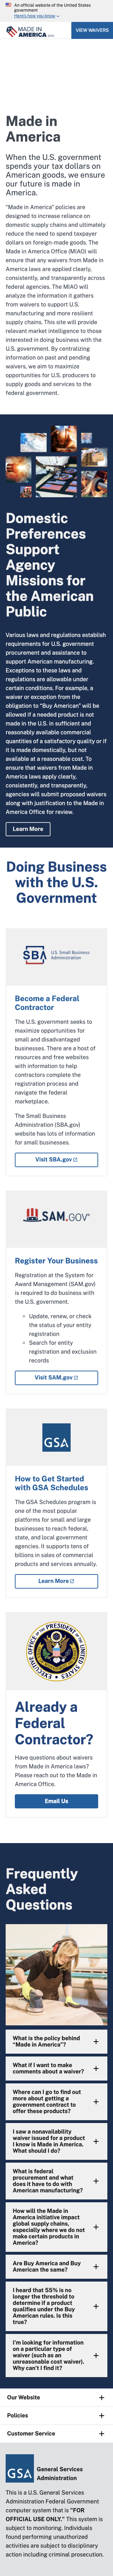 An official website of the United States
government
Here's how you know
MADE IN
AMERICA
VIEW WAIVERS
Made in
America
When the U.S. government
spends your tax dollars on
American goods, we ensure
our future is made in
America.
“Made in America” policies are
designed to increase reliance on
domestic supply chains and ultimately
reduce the need to spend taxpayer
dollars on foreign-made goods. The
Made in America Office (MIAO) will
ensure that any waivers from Made in
America laws are applied clearly,
consistently, and transparently across
federal agencies. The MIAO will
analyze the information it gathers
from waivers to support U.S.
manufacturing and more resilient
supply chains. This site will provide
market intelligence for those
interested in doing business with the
government. By centralizing
information on past and pending
waivers, we aim to maximize
opportunities for U.S. producers to
supply goods and services to the
federal government.
Domestic
Preferences
Support
Agency
Missions for
the American
Public
Various laws and regulations establish
requirements for U.S. government
procurement and assistance to
support American manufacturing.
Exceptions to these laws and
regulations are allowable under
certain conditions. For example, a
waiver or exception from the
obligation to “Buy American” will be
allowed if a needed product is not
made in the U.S. in sufficient and
reasonably available commercial
quantities of a satisfactory quality or if
it is made domestically, but not
available at a reasonable cost. To
ensure that waivers from Made in
America laws apply clearly,
consistently, and transparently,
agencies will submit proposed waivers
along with justification to the Made in
America Office for review.
Learn More
Doing Business
with the U.S.
Government
SBA
U.S. Small Business
Administration
Become a Federal
Contractor
The U.S. government seeks to
maximize opportunities for
small and disadvantaged
businesses. There are a host of
resources and free websites
with information to help
contractors complete the
registration process and
navigate the federal
marketplace.
The Small Business
Administration (SBA.gov)
website has lots of information
for small businesses.
Visit SBA.gov
SAM.GOV®
Register Your Business
Registration at the System for
Award Management (SAM.gov)
is required to do business with
the U.S. government.
Update, renew, or check
the status of your entity
registration
Search for entity
registration and exclusion
records
Visit SAM.gov
GSA
How to Get Started
with GSA Schedules
The GSA Schedules program is
one of the most popular
platforms for small and large
businesses to reach federal,
state, and local government
agencies. It supports tens of
billions in sales of commercial
products and services annually.
Learn More
EXECUTIVE OFFICE OF THE PRESIDENT OF THE UNITED STATES
Already a
Federal
Contractor?
Have questions about waivers
from Made in America laws?
Please reach out to the Made in
America Office.
Email Us
Frequently
Asked
Questions
What is the policy behind
“Made in America”?
What if I want to make
comments about a waiver?
Where can I go to find out
more about getting a
government contract to
offer these products?
I saw a nonavailability
waiver issued for a product
I know is Made in America.
What should I do?
What is federal
procurement and what
does it have to do with
American manufacturing?
How will the Made in
America initiative impact
global supply chains,
especially where we do not
make certain products in
America?
Are Buy America and Buy
American the same?
I heard that 55% is no
longer the threshold to
determine if a product
qualifies under the Buy
American rules. Is this
true?
I’m looking for information
on a particular type of
waiver (such as an
unreasonable cost waiver).
Why can’t I find it?
Our Website
Policies
Customer Service
GSA
General Services
Administration
This is a U.S. General Services
Administration Federal Government
computer system that is "FOR
OFFICIAL USE ONLY." This system is
subject to monitoring. Individuals
found performing unauthorized
activities are subject to disciplinary
action including criminal prosecution.